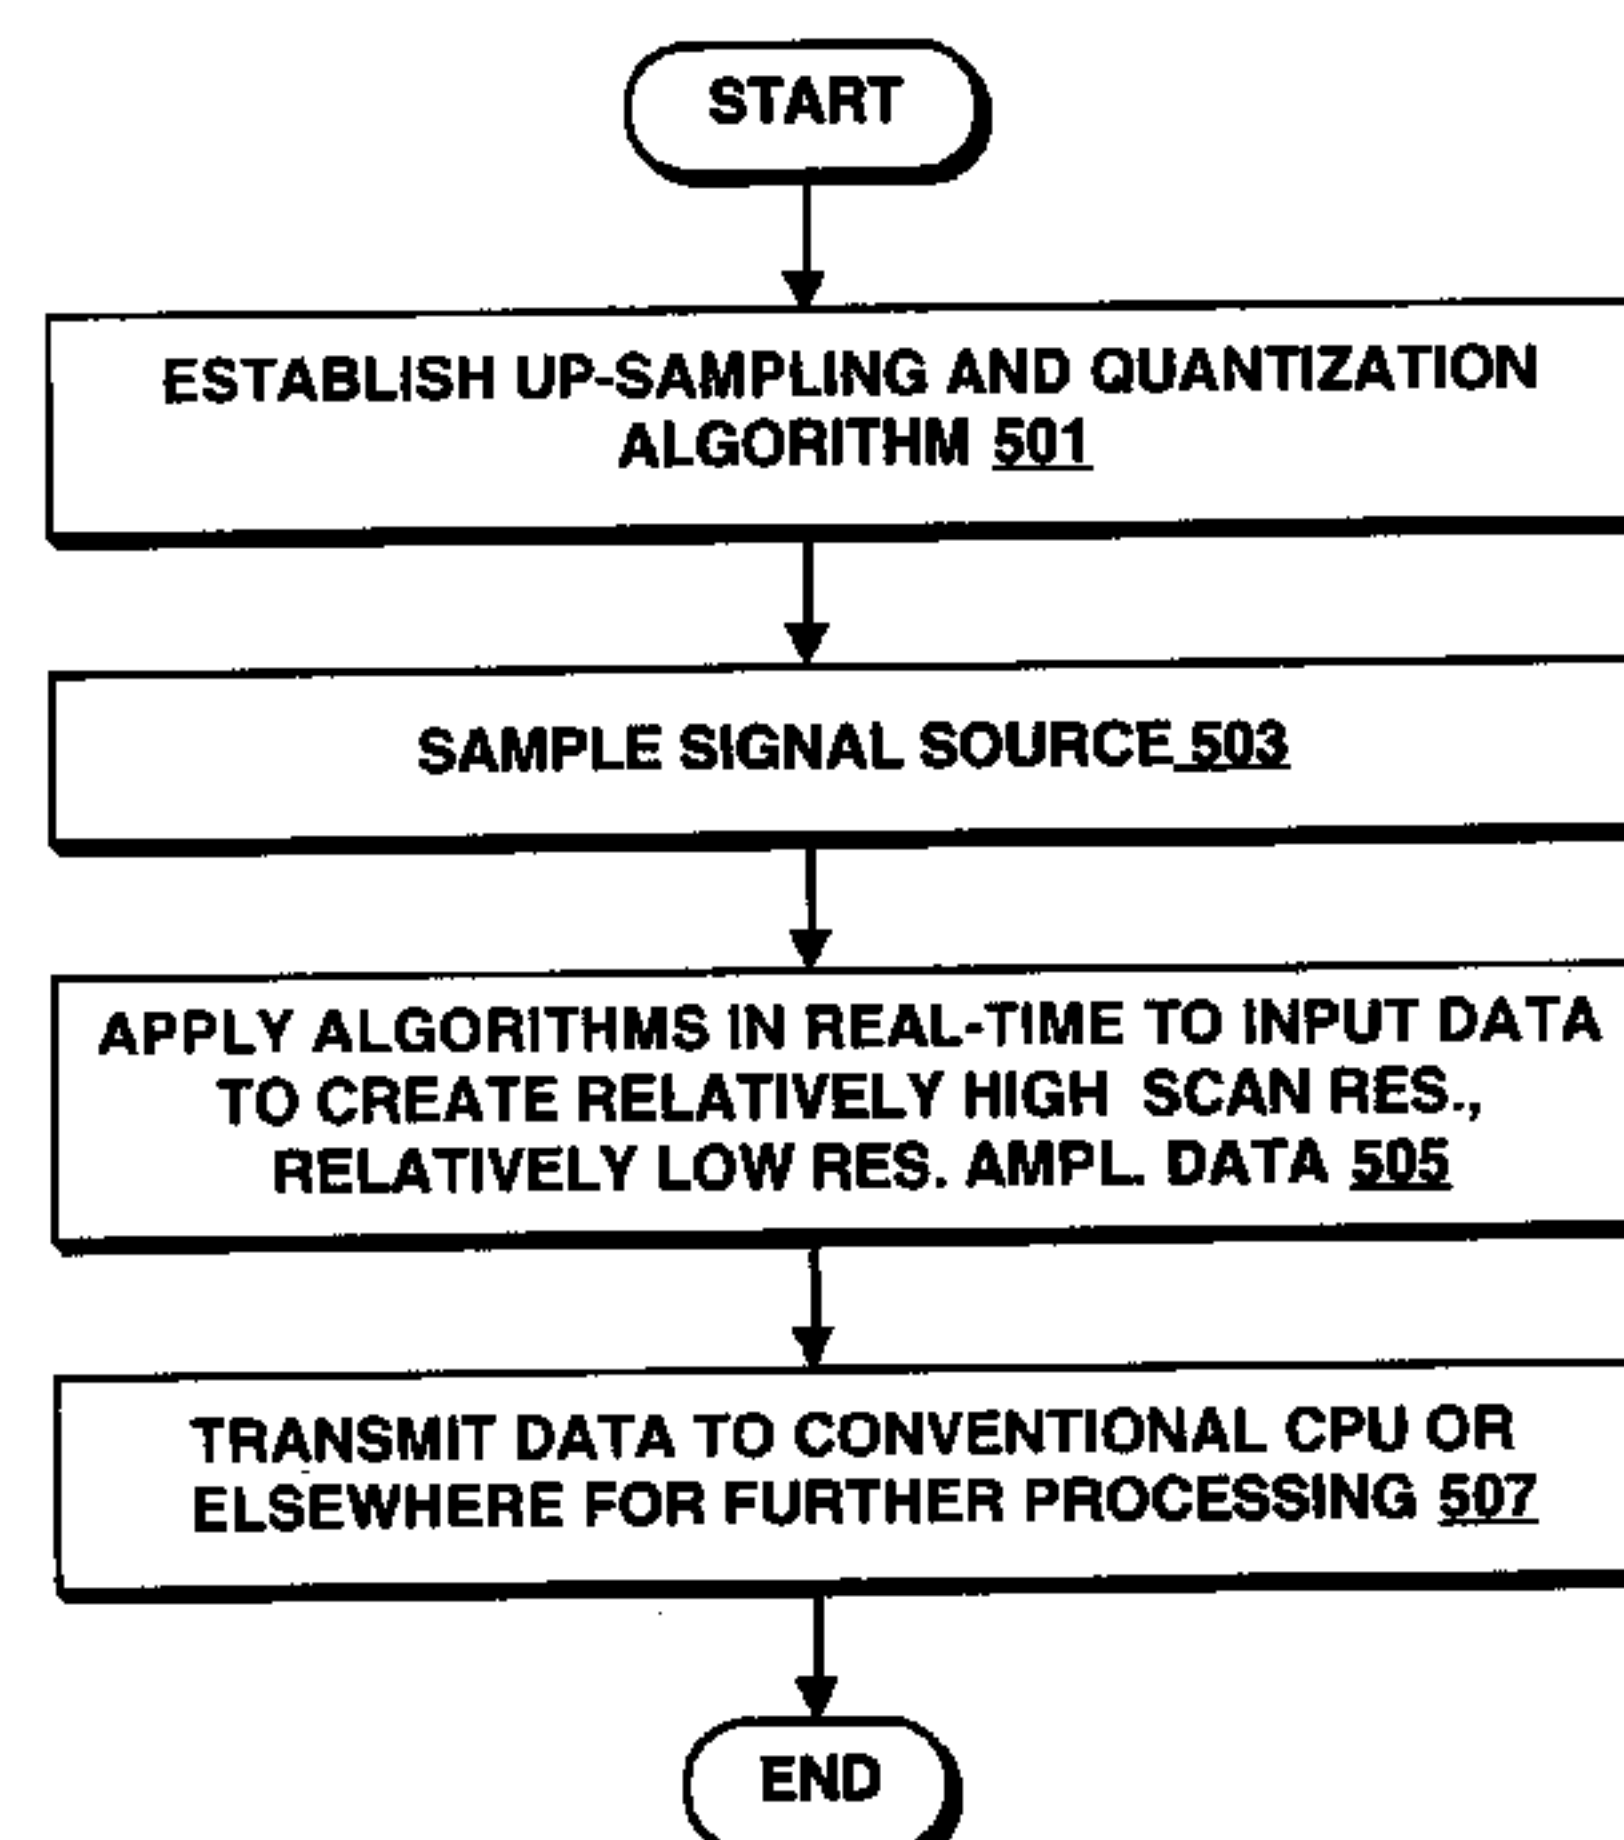 START
ESTABLISH UP-SAMPLING AND QUANTIZATION
ALGORITHM 501
SAMPLE SIGNAL SOURCE 503
APPLY ALGORITHMS IN REAL-TIME TO INPUT DATA
TO CREATE RELATIVELY HIGH SCAN RES.,
RELATIVELY LOW RES. AMPL. DATA 505
TRANSMIT DATA TO CONVENTIONAL CPU OR
ELSEWHERE FOR FURTHER PROCESSING 507
END